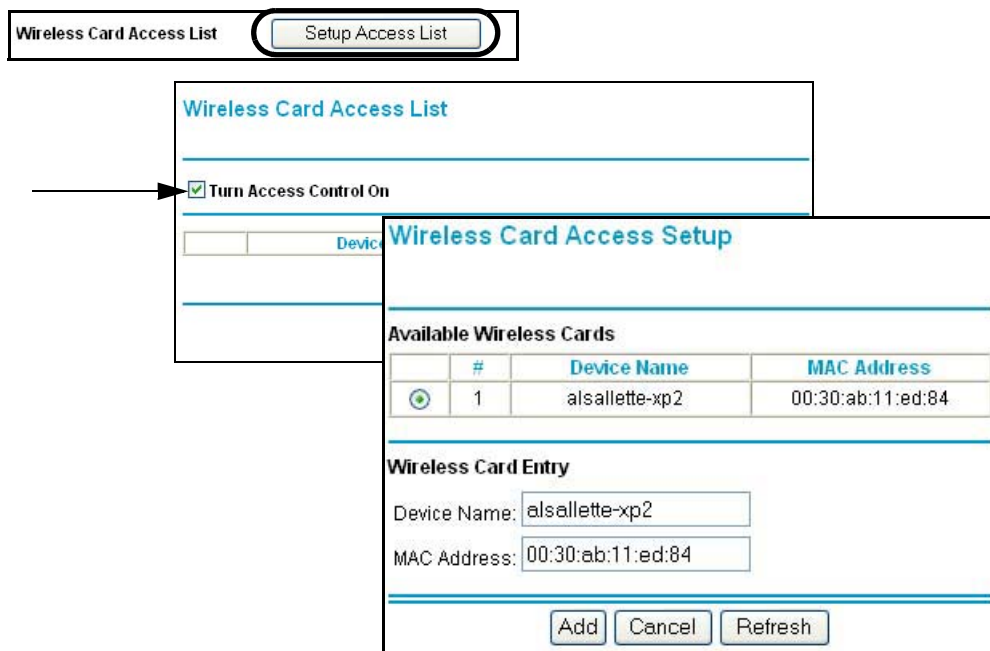 Wireless Card Access List Setup Access List
Wireless Card Access List
Turn Access Control On
Devic
Wireless Card Access Setup
Available Wireless Cards
# Device Name MAC Address
1 alsallette-xp2 00:30:ab:11:ed:84
Wireless Card Entry
Device Name: alsallette-xp2
MAC Address: 00:30:ab:11:ed:84
Add Cancel Refresh